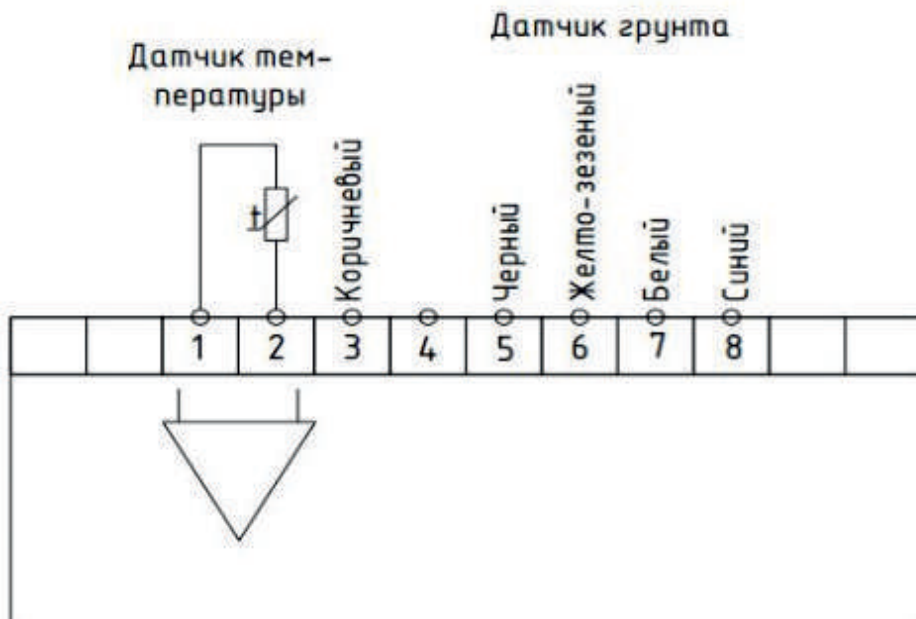 Датчик грунта
Датчик тем-
пературы
Коричневый
Черный
Желто-зезеный
Белый
Синий
t
1 2 3 4 5 6 7 8